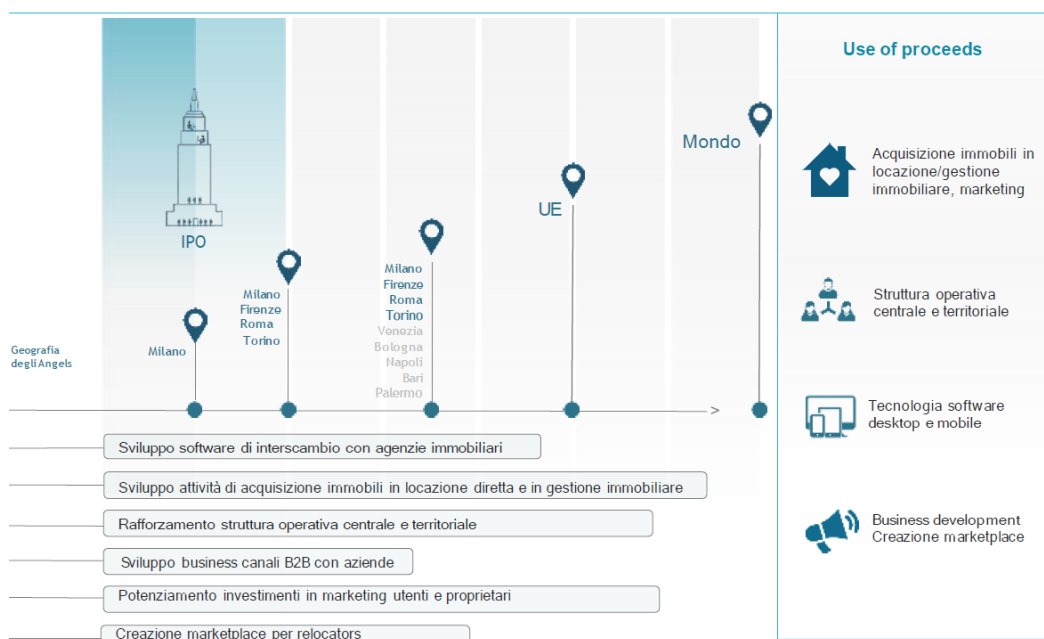 Use of proceeds
Mondo
Acquisizione immobili in
locazione/gestione
immobiliare, marketing
UE
IPO
Milano
Firenze
Roma
Torino
Venezia
Bologna
Napoli
Bari
Palermo
Milano
Firenze
Roma
Torino
Milano
Geografia
degli Angels
Struttura operativa
centrale e territoriale
>
Tecnologia software
desktop e mobile
Sviluppo software di interscambio con agenzie immobiliari
Sviluppo attività di acquisizione immobili in locazione diretta e in gestione immobiliare
Rafforzamento struttura operativa centrale e territoriale
Business development
Creazione marketplace
Sviluppo business canali B2B con aziende
Potenziamento investimenti in marketing utenti e proprietari
Creazione marketplace per relocators